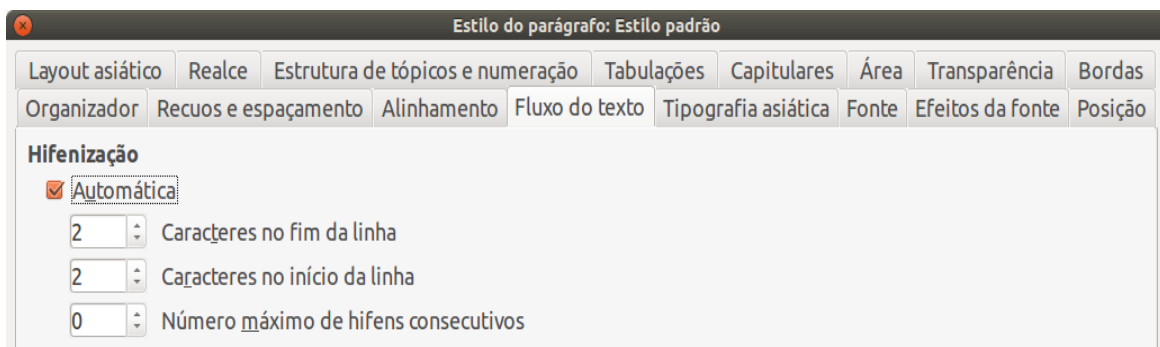 Estilo do parágrafo: Estilo padrão
Layout asiático Realce Estrutura de tópicos e numeração Tabulações Capitulares Área Transparência Bordas
Organizador Recuos e espaçamento Alinhamento Fluxo do texto Tipografia asiática Fonte Efeitos da fonte Posição
Hifenização
Automática
2 Caracteres no fim da linha
2 Caracteres no início da linha
0 Número máximo de hifens consecutivos